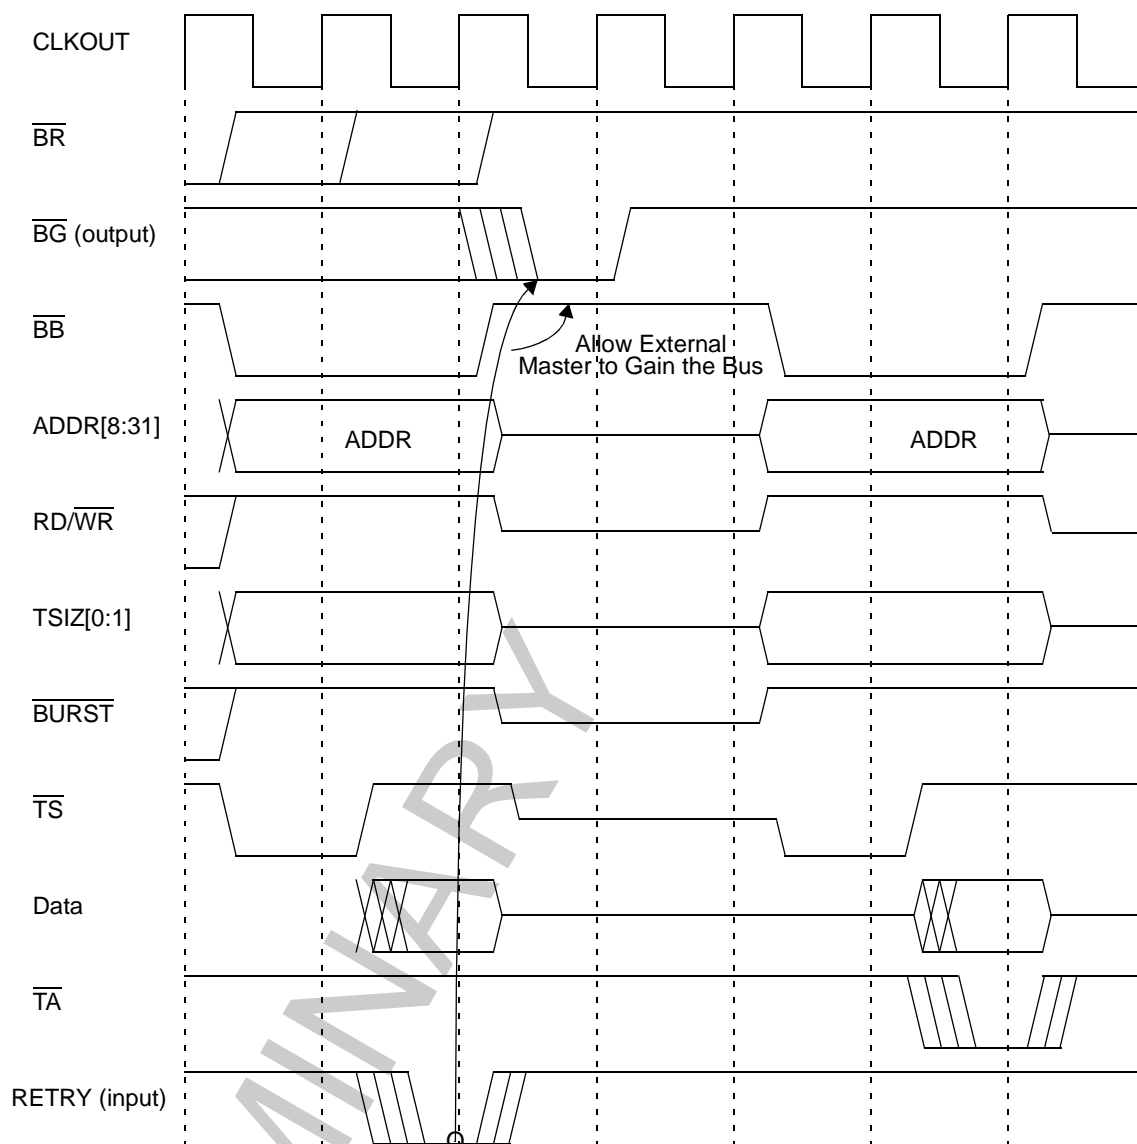 CLKOUT
BR
BG (output)
BB
Allow External
Master to Gain the Bus
ADDR[8:31]
ADDR
ADDR
RD/WR
TSIZ[0:1]
BURST
TS
Data
TA
RETRY (input)
MINARY